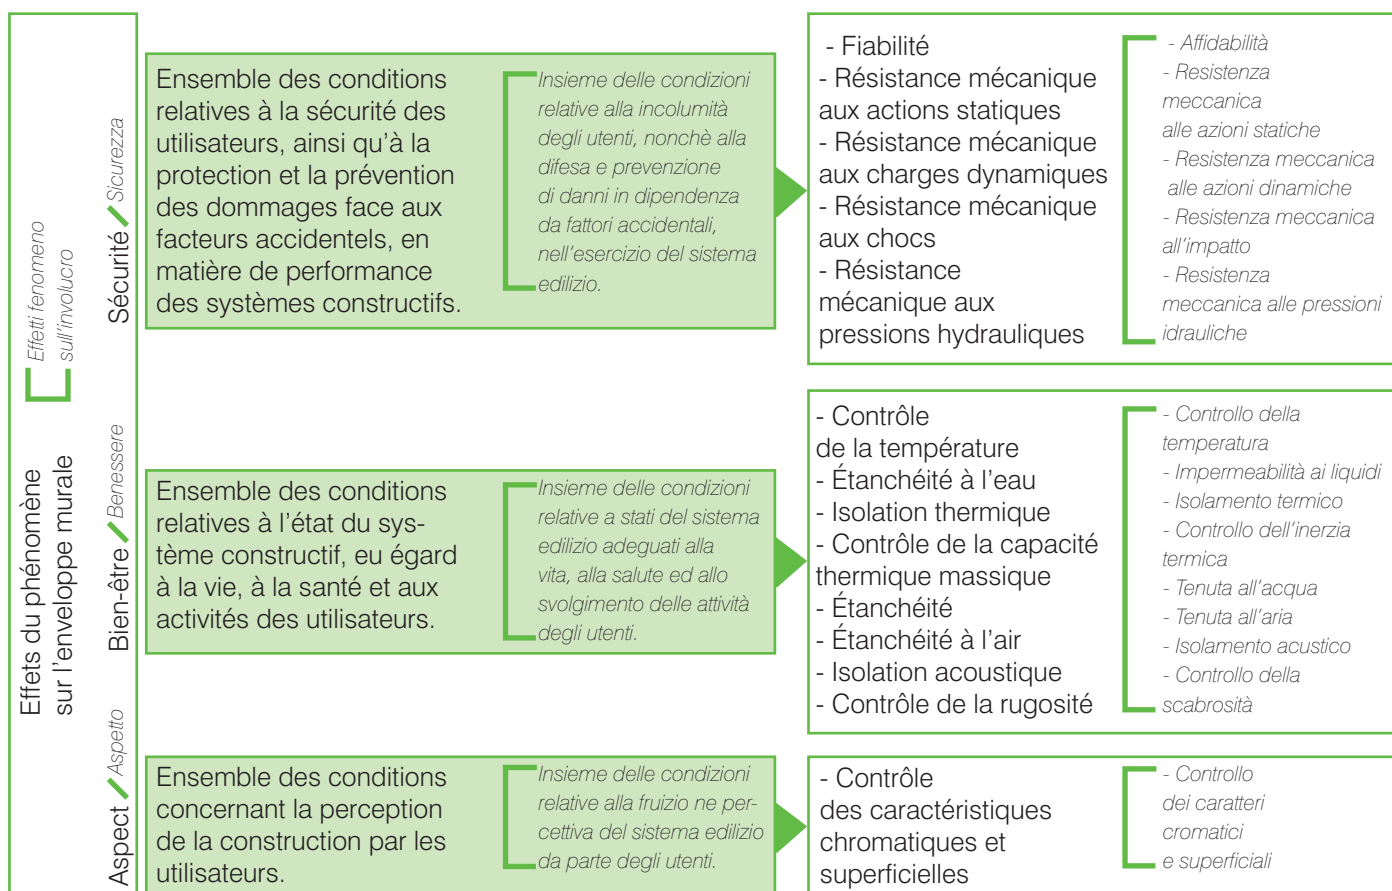 Effets du phénomène
sur l'enveloppe murale
Effetti fenomeno
sull'involucro
Sécurité
Sicurezza
Ensemble des conditions
relatives à la sécurité des
utilisateurs, ainsi qu'à la
protection et la prévention
des dommages face aux
facteurs accidentels, en
matière de performance
des systèmes constructifs.
Insieme delle condizioni
relative alla incolumità
degli utenti, nonchè alla
difesa e prevenzione
di danni in dipendenza
da fattori accidentali,
nell'esercizio del sistema
edilizio.
- Fiabilité
- Résistance mécanique
aux actions statiques
- Résistance mécanique
aux charges dynamiques
- Résistance mécanique
aux chocs
- Résistance
mécanique aux
pressions hydrauliques
- Affidabilità
- Resistenza
meccanica
alle azioni statiche
- Resistenza meccanica
alle azioni dinamiche
- Resistenza meccanica
all'impatto
- Resistenza
meccanica alle pressioni
idrauliche
Bien-être
Benessere
Ensemble des conditions
relatives à l'état du sys-
tème constructif, eu égard
à la vie, à la santé et aux
activités des utilisateurs.
Insieme delle condizioni
relative a stati del sistema
edilizio adeguati alla
vita, alla salute ed allo
svolgimento delle attività
degli utenti.
- Contrôle
de la température
- Étanchéité à l'eau
- Isolation thermique
- Contrôle de la capacité
thermique massique
- Étanchéité
- Étanchéité à l'air
- Isolation acoustique
- Contrôle de la rugosité
- Controllo della
temperatura
- Impermeabilità ai liquidi
- Isolamento termico
- Controllo dell'inerzia
termica
- Tenuta all'acqua
- Tenuta all'aria
- Isolamento acustico
- Controllo della
scabrosità
Aspect
Aspetto
Ensemble des conditions
concernant la perception
de la construction par les
utilisateurs.
Insieme delle condizioni
relative alla fruizio ne per-
cettiva del sistema edilizio
da parte degli utenti.
- Contrôle
des caractéristiques
chromatiques et
superficielles
- Controllo
dei caratteri
cromatici
e superficiali